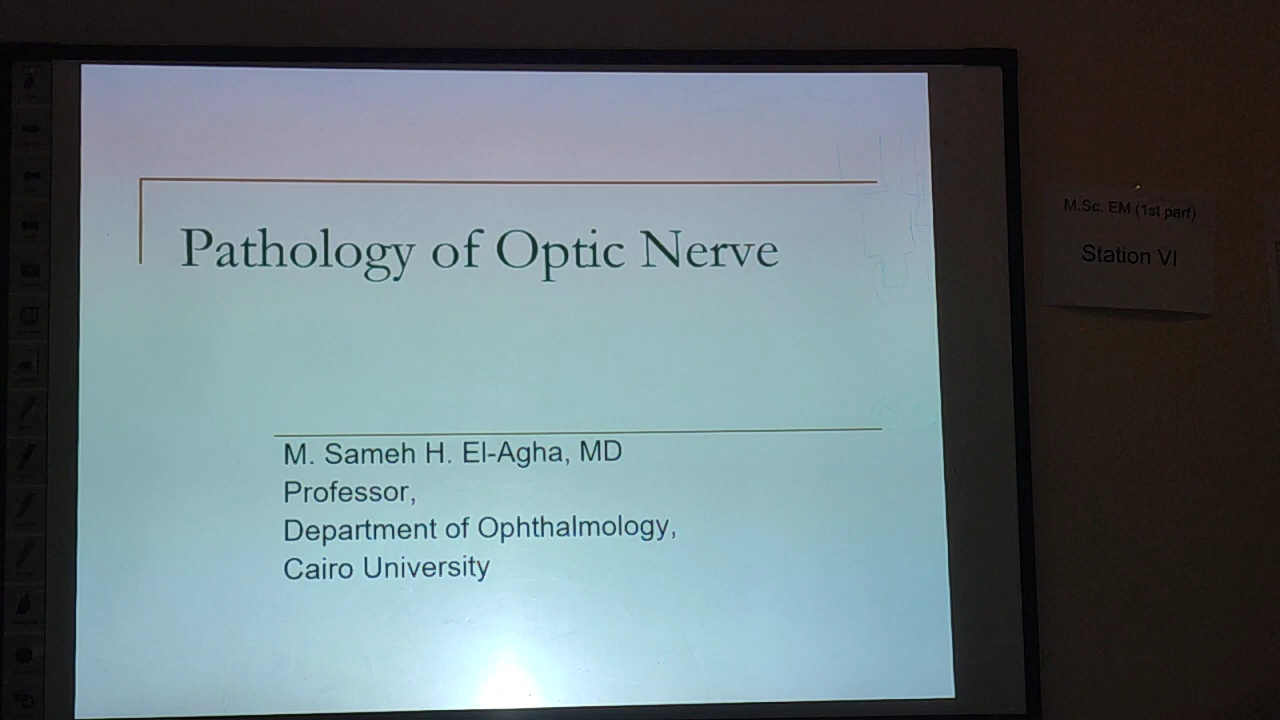 Pathology of Optic Nerve
M. Sameh H. El-Agha, MD
Professor,
Department of Ophthalmology,
Cairo University
M.Sc. EM (1st part)
Station VI